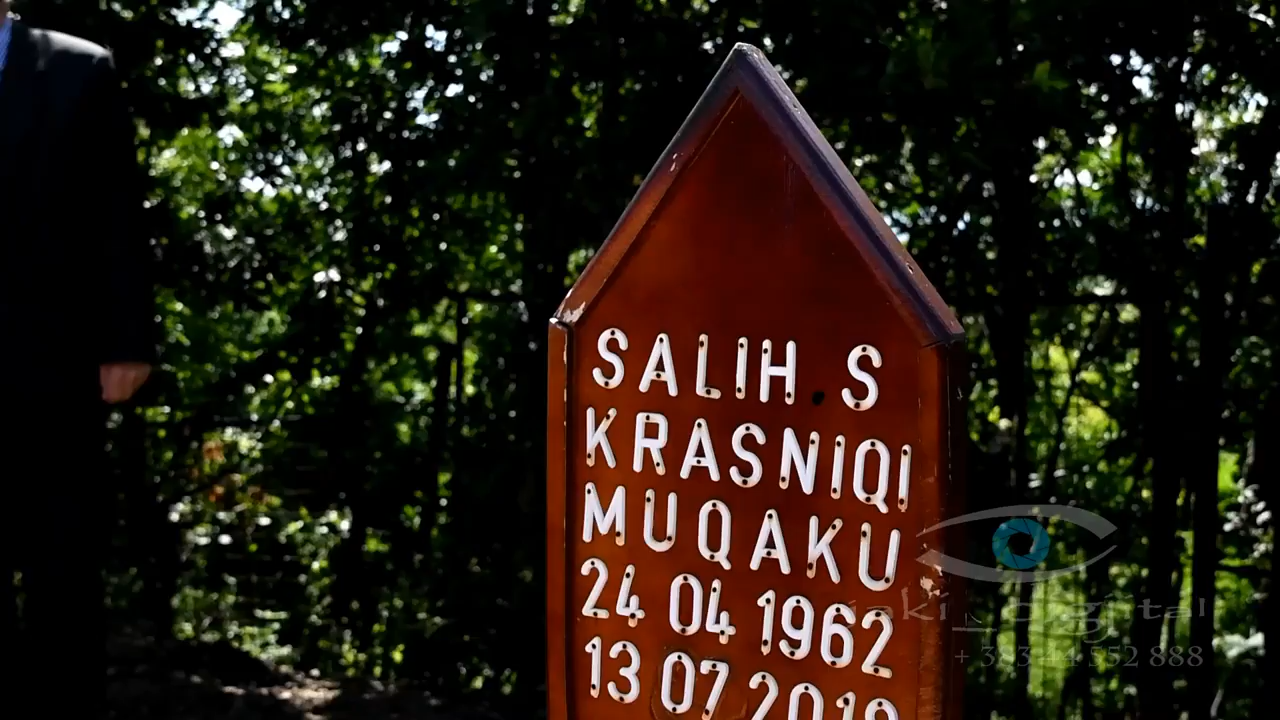 SALIH.S
KRASNIQI
MUQAKU
24 04 1962
13 07
+ 383 44 552 888